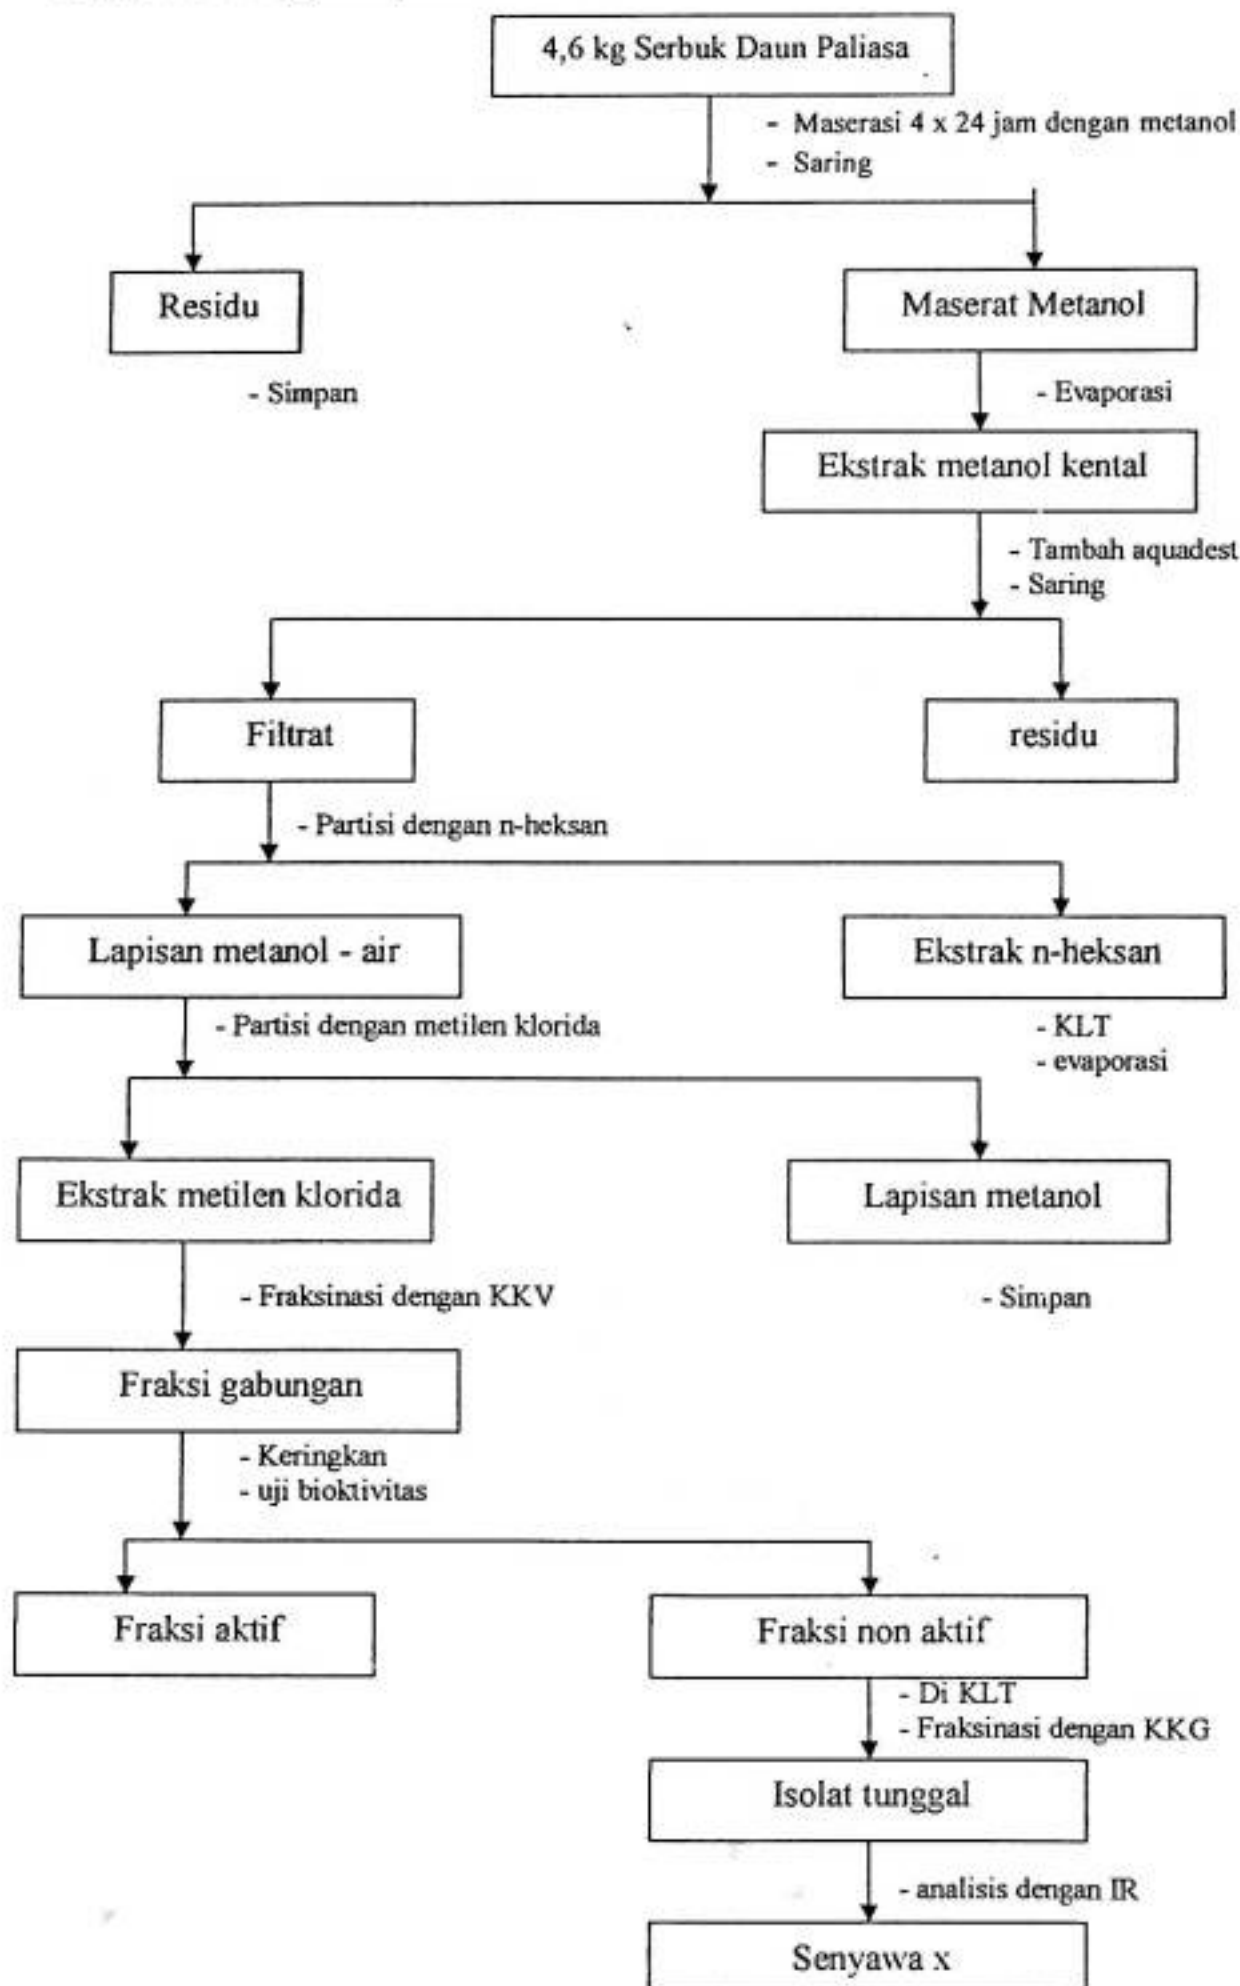 4,6 kg Serbuk Daun Paliasa
- Maserasi 4 x 24 jam dengan metanol
- Saring
Residu
Maserat Metanol
- Simpan
- Evaporasi
Ekstrak metanol kental
- Tambah aquadest
- Saring
Filtrat
residu
- Partisi dengan n-heksan
Lapisan metanol - air
Ekstrak n-heksan
- Partisi dengan metilen klorida
- KLT
- evaporasi
Ekstrak metilen klorida
Lapisan metanol
- Fraksinasi dengan KKV
- Simpan
Fraksi gabungan
- Keringkan
- uji bioktivitas
Fraksi aktif
Fraksi non aktif
- Di KLT
- Fraksinasi dengan KKG
Isolat tunggal
- analisis dengan IR
Senyawa x